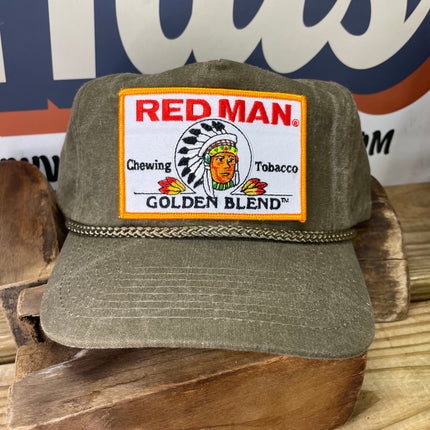 RED MAN®
Chewing Tobacco
GOLDEN BLEND™